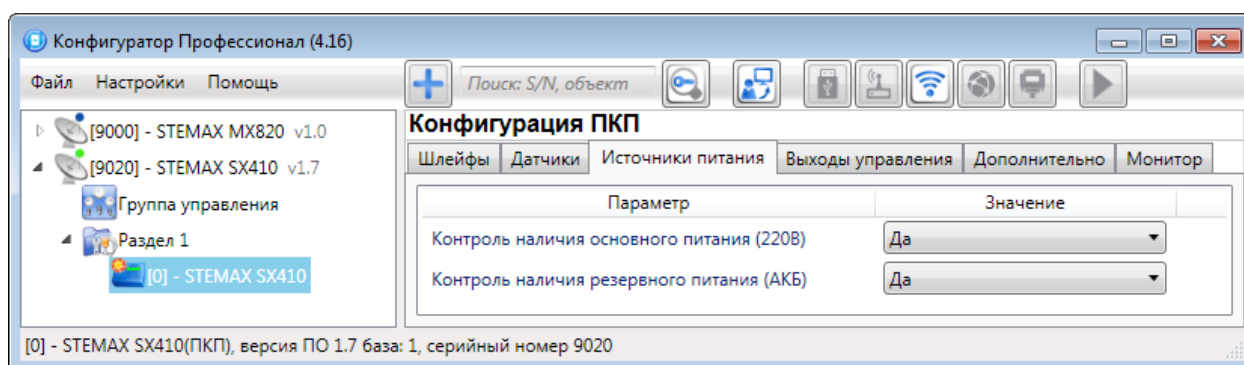 Конфигуратор Профессионал (4.16)
Файл Настройки Помощь
Поиск: S/N, объект
[9000] - STEMAX MX820 v1.0
[9020] - STEMAX SX410 v1.7
Группа управления
Раздел 1
[0] - STEMAX SX410
Конфигурация ПКП
Шлейфы Датчики Источники питания Выходы управления Дополнительно Монитор
Параметр Значение
Контроль наличия основного питания (220В) Да
Контроль наличия резервного питания (АКБ) Да
[0] - STEMAX SX410(ПКП), версия ПО 1.7 база: 1, серийный номер 9020